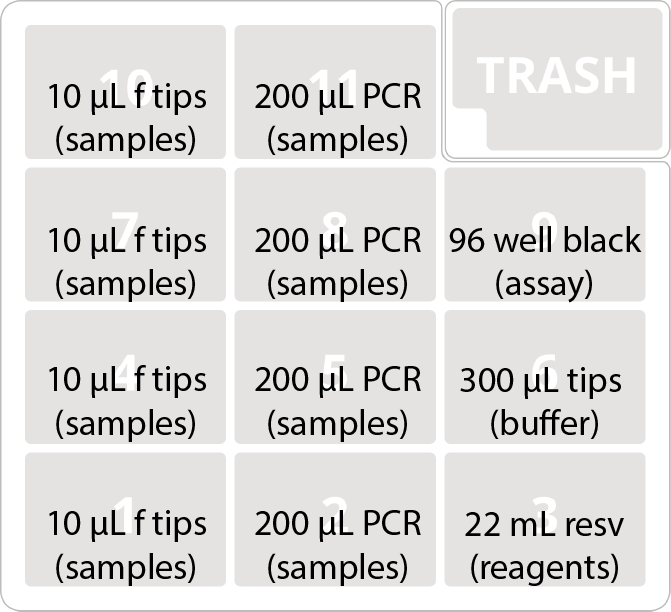 10
10 µL f tips
(samples)
11
200 µL PCR
(samples)
TRASH
7
10 µL f tips
(samples)
8
200 µL PCR
(samples)
9
96 well black
(assay)
4
10 µL f tips
(samples)
5
200 µL PCR
(samples)
6
300 µL tips
(buffer)
1
10 µL f tips
(samples)
2
200 µL PCR
(samples)
3
22 mL resv
(reagents)